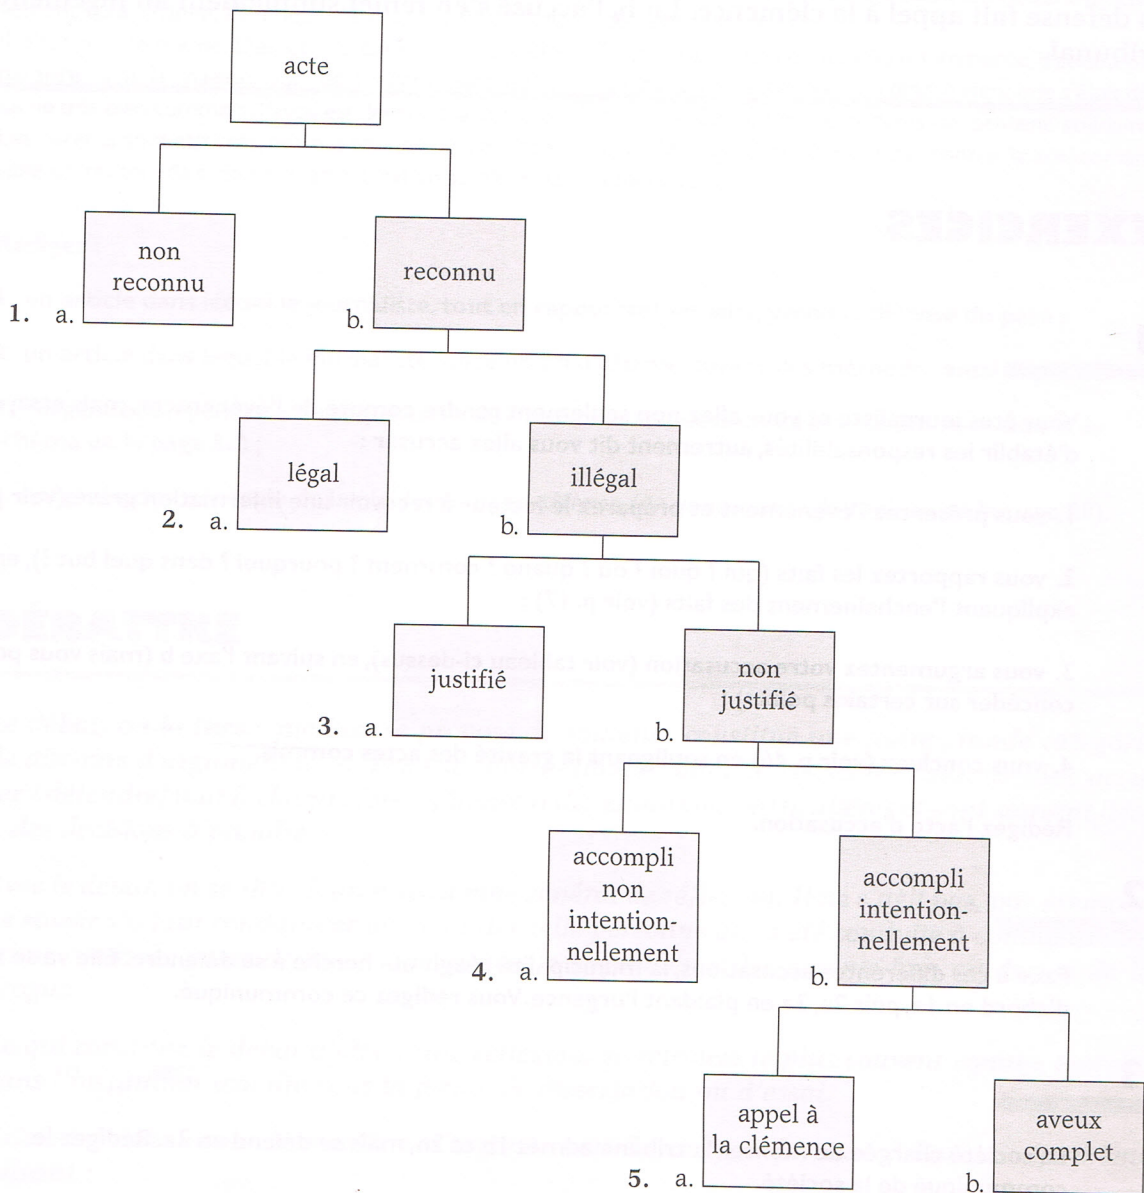 acte
non
reconnu
reconnu
1. a.
b.
légal
illégal
2. a.
b.
justifié
non
justifié
3. a.
b.
accompli
non
intention-
nellement
accompli
intention-
nellement
4. a.
b.
appel à
la clémence
aveux
complet
5. a.
b.